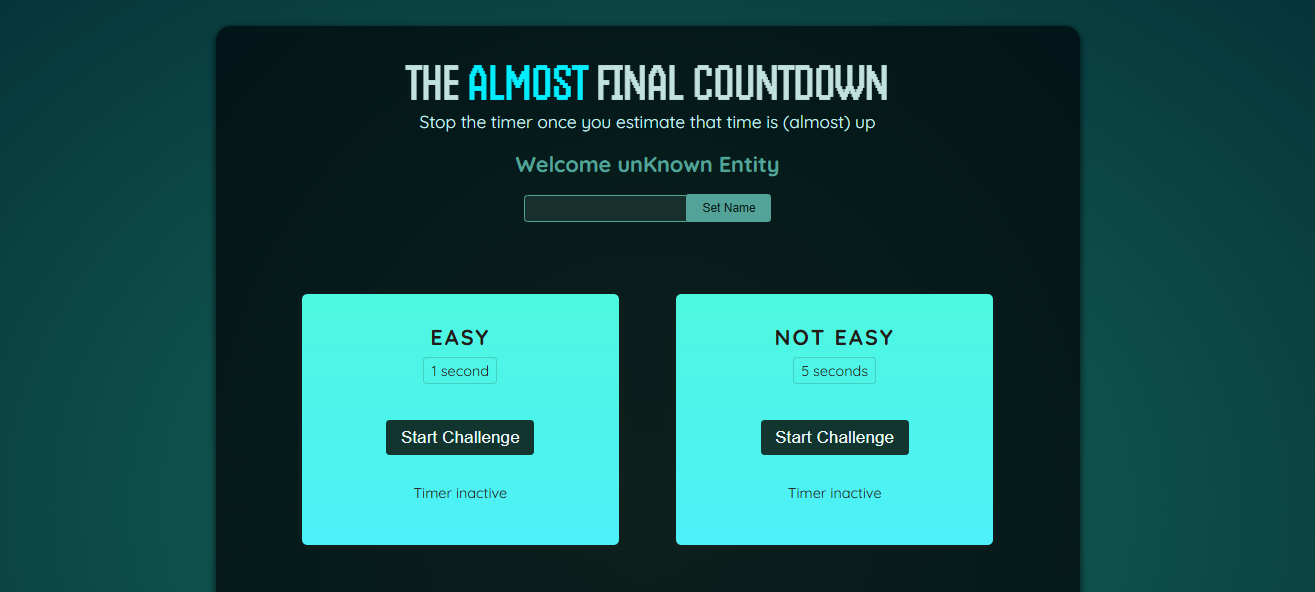 THE ALMOST FINAL COUNTDOWN
Stop the timer once you estimate that time is (almost) up
Welcome unKnown Entity
Set Name
EASY
1 second
Start Challenge
Timer inactive
NOT EASY
5 seconds
Start Challenge
Timer inactive